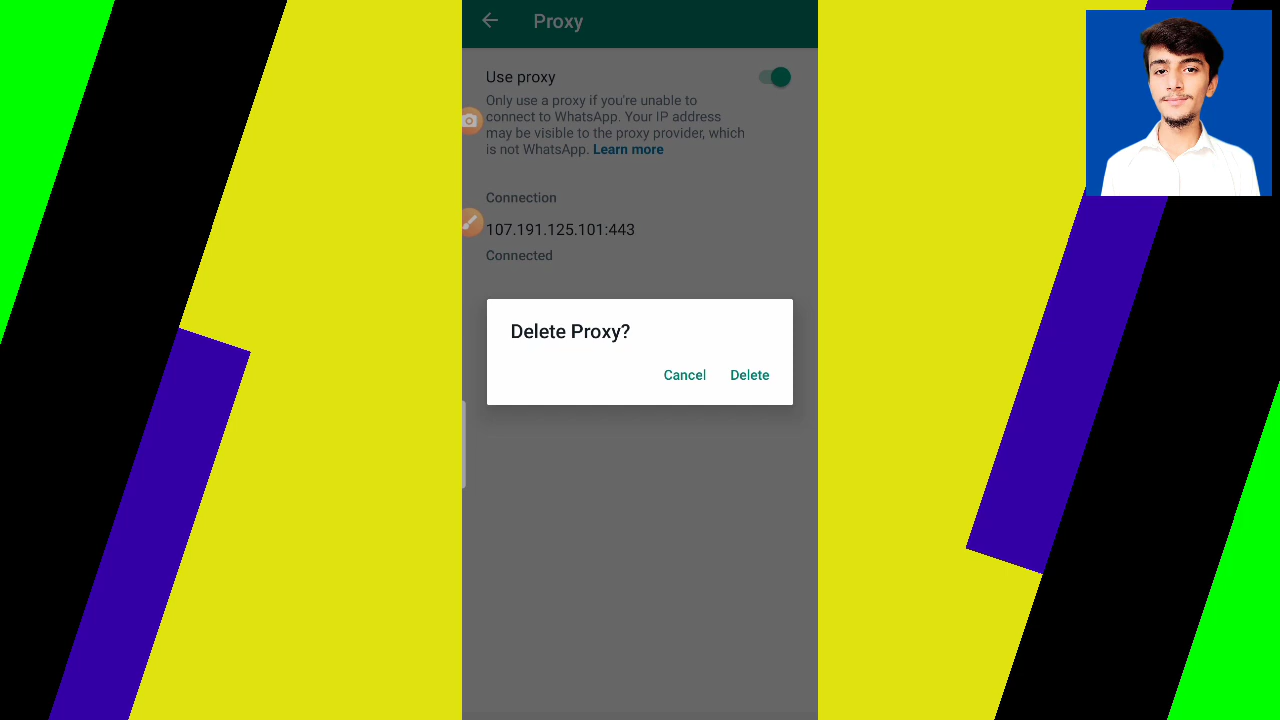 Proxy
Use proxy
Only use a proxy if you're unable to
connect to WhatsApp. Your IP address
may be visible to the proxy provider, which
is not WhatsApp. Learn more
Connection
107.191.125.101:443
Connected
Delete Proxy?
Cancel Delete